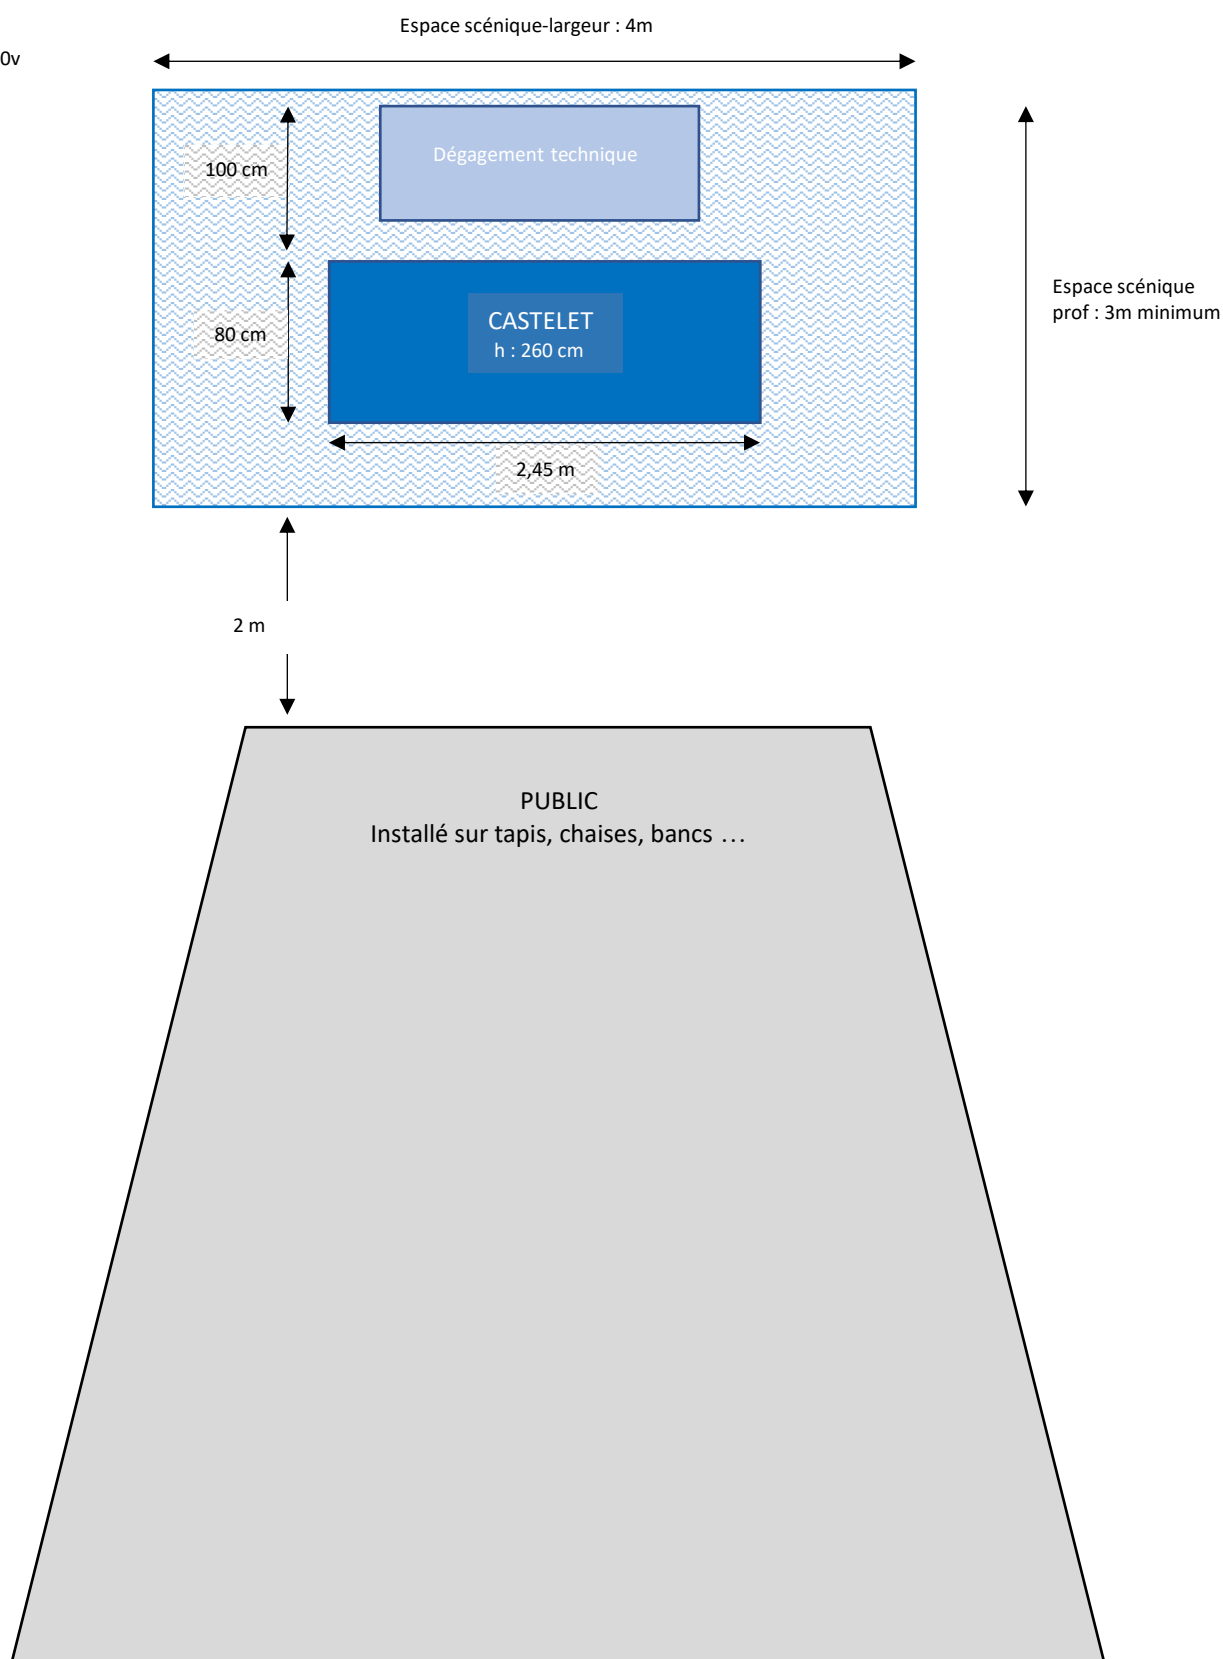 Espace scénique-largeur : 4m
0v
100 cm
Dégagement technique
80 cm
CASTELET
h : 260 cm
Espace scénique
prof : 3m minimum
2,45 m
2 m
PUBLIC
Installé sur tapis, chaises, bancs …